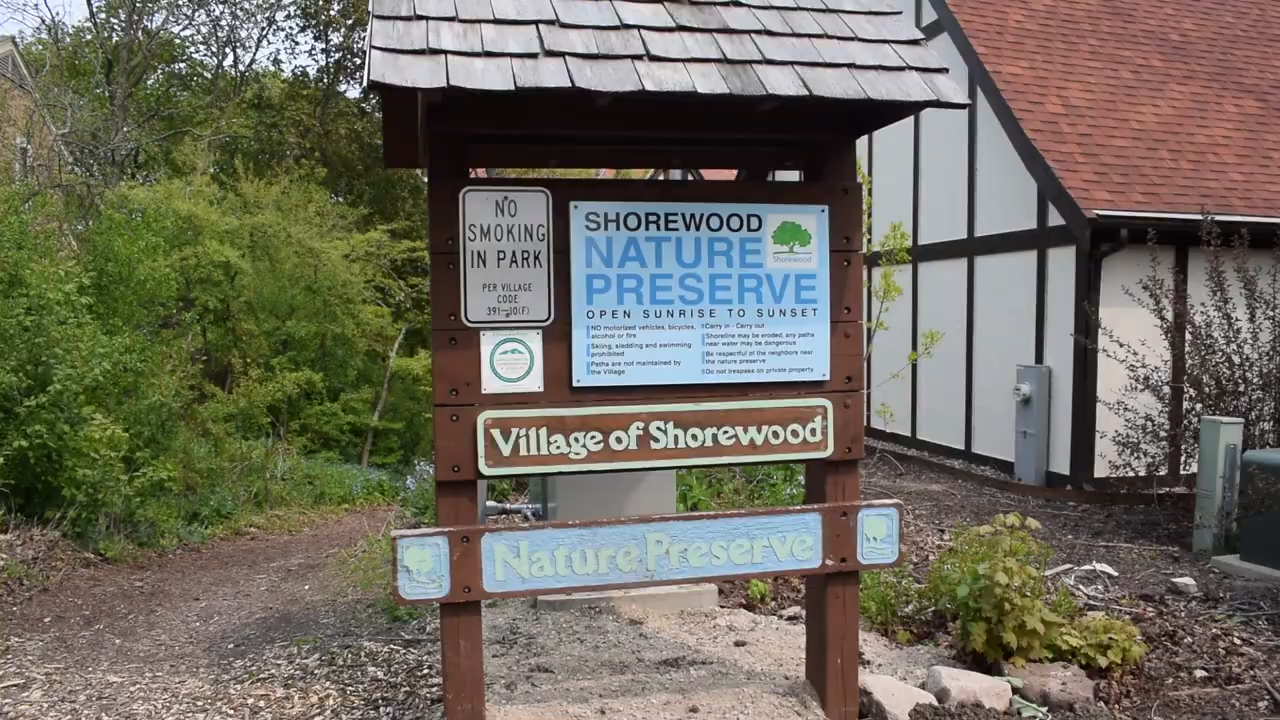 NO
SMOKING
IN PARK
PER VILLAGE
CODE
391-10(F)
SHOREWOOD
NATURE
PRESERVE
Shorewood
OPEN SUNRISE TO SUNSET
NO motorized vehicles, bicycles,
alcohol or fire
Skiing, sledding and swimming
prohibited
Paths are not maintained by
the Village
Carry in - Carry out
Shoreline may be eroded, any paths
near water may be dangerous
Be respectful of the neighbors near
the nature preserve
Do not trespass on private property.
Village of Shorewood
Nature Preserve